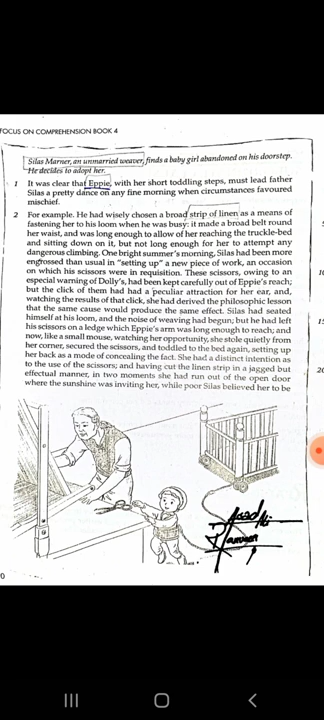 FOCUS ON COMPREHENSION BOOK 4
Silas Marner, an unmarried weaver, finds a baby girl abandoned on his doorstep.
He decides to adopt her.
1 It was clear that Eppie, with her short toddling steps, must lead father
Silas a pretty dance on any fine morning when circumstances favoured
mischief.
2 For example. He had wisely chosen a broad strip of linen as a means of
fastening her to his loom when he was busy: it made a broad belt round
her waist, and was long enough to allow of her reaching the truckle-bed
and sitting down on it, but not long enough for her to attempt any
dangerous climbing. One bright summer's morning, Silas had been more
engrossed than usual in "setting up" a new piece of work, an occasion
on which his scissors were in requisition. These scissors, owing to an
especial warning of Dolly's, had been kept carefully out of Eppie's reach;
but the click of them had had a peculiar attraction for her ear, and,
watching the results of that click, she had derived the philosophic lesson
that the same cause would produce the same effect. Silas had seated
himself at his loom, and the noise of weaving had begun; but he had left
his scissors on a ledge which Eppie's arm was long enough to reach; and
now, like a small mouse, watching her opportunity, she stole quietly from
her corner, secured the scissors, and toddled to the bed again, setting up
her back as a mode of concealing the fact. She had a distinct intention as
to the use of the scissors; and having cut the linen strip in a jagged but
effectual manner, in two moments she had run out of the open door
where the sunshine was inviting her, while poor Silas believed her to be